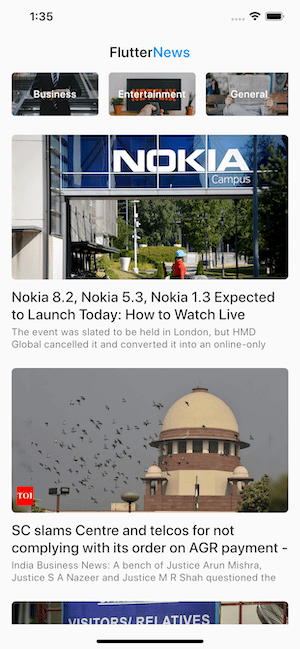 1:35
FlutterNews
Business
Entertainment
General
NOKIA
Campus
Nokia 8.2, Nokia 5.3, Nokia 1.3 Expected
to Launch Today: How to Watch Live
The event was slated to be held in London, but HMD
Global cancelled it and converted it into an online-only
TOI
SC slams Centre and telcos for not
complying with its order on AGR payment -
India Business News: A bench of Justice Arun Mishra,
Justice S A Nazeer and Justice M R Shah questioned the
VISITORS/ RELATIVES